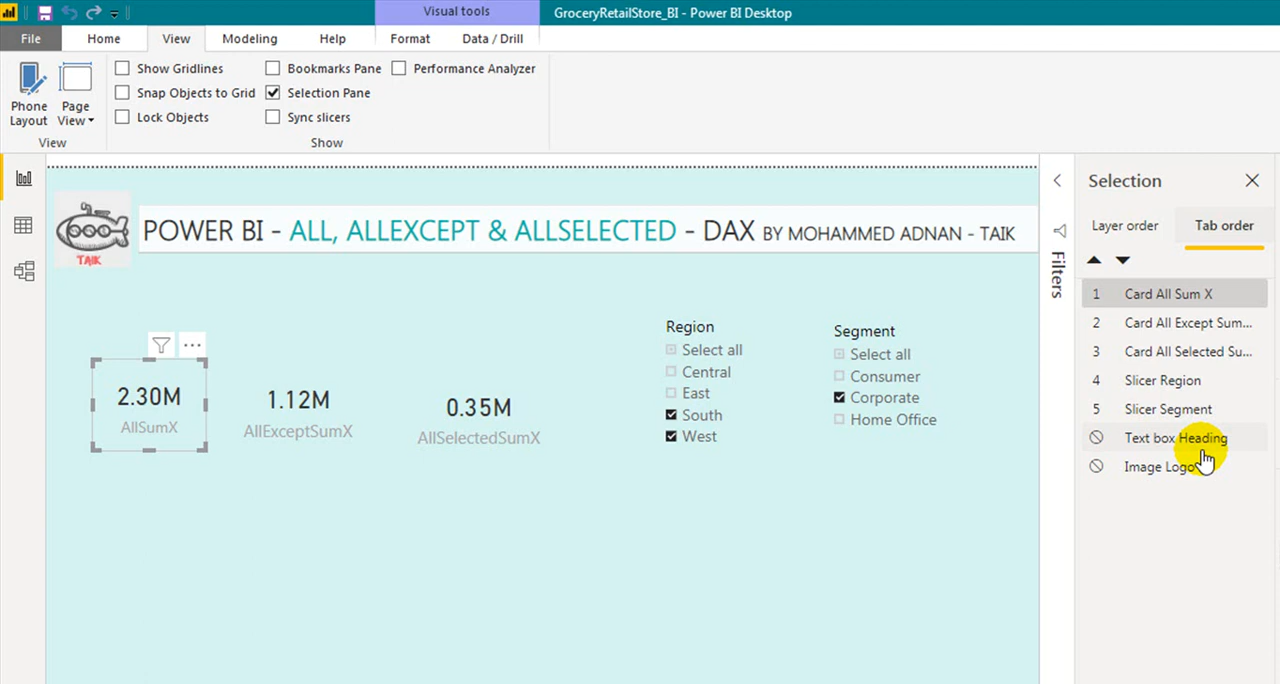 Visual tools
GroceryRetailStore_BI - Power BI Desktop
File Home View Modeling Help Format Data / Drill
Show Gridlines Bookmarks Pane Performance Analyzer
Snap Objects to Grid Selection Pane
Lock Objects Sync slicers
Phone Layout
Page View
View
Show
TAIK
POWER BI - ALL, ALLEXCEPT & ALLSELECTED - DAX BY MOHAMMED ADNAN - TAIK
2.30M
AllSumX
1.12M
AllExceptSumX
0.35M
AllSelectedSumX
Region
Select all
Central
East
South
West
Segment
Select all
Consumer
Corporate
Home Office
Filters
Selection
Layer order Tab order
1 Card All Sum X
2 Card All Except Sum...
3 Card All Selected Su...
4 Slicer Region
5 Slicer Segment
Text box Heading
Image Logo